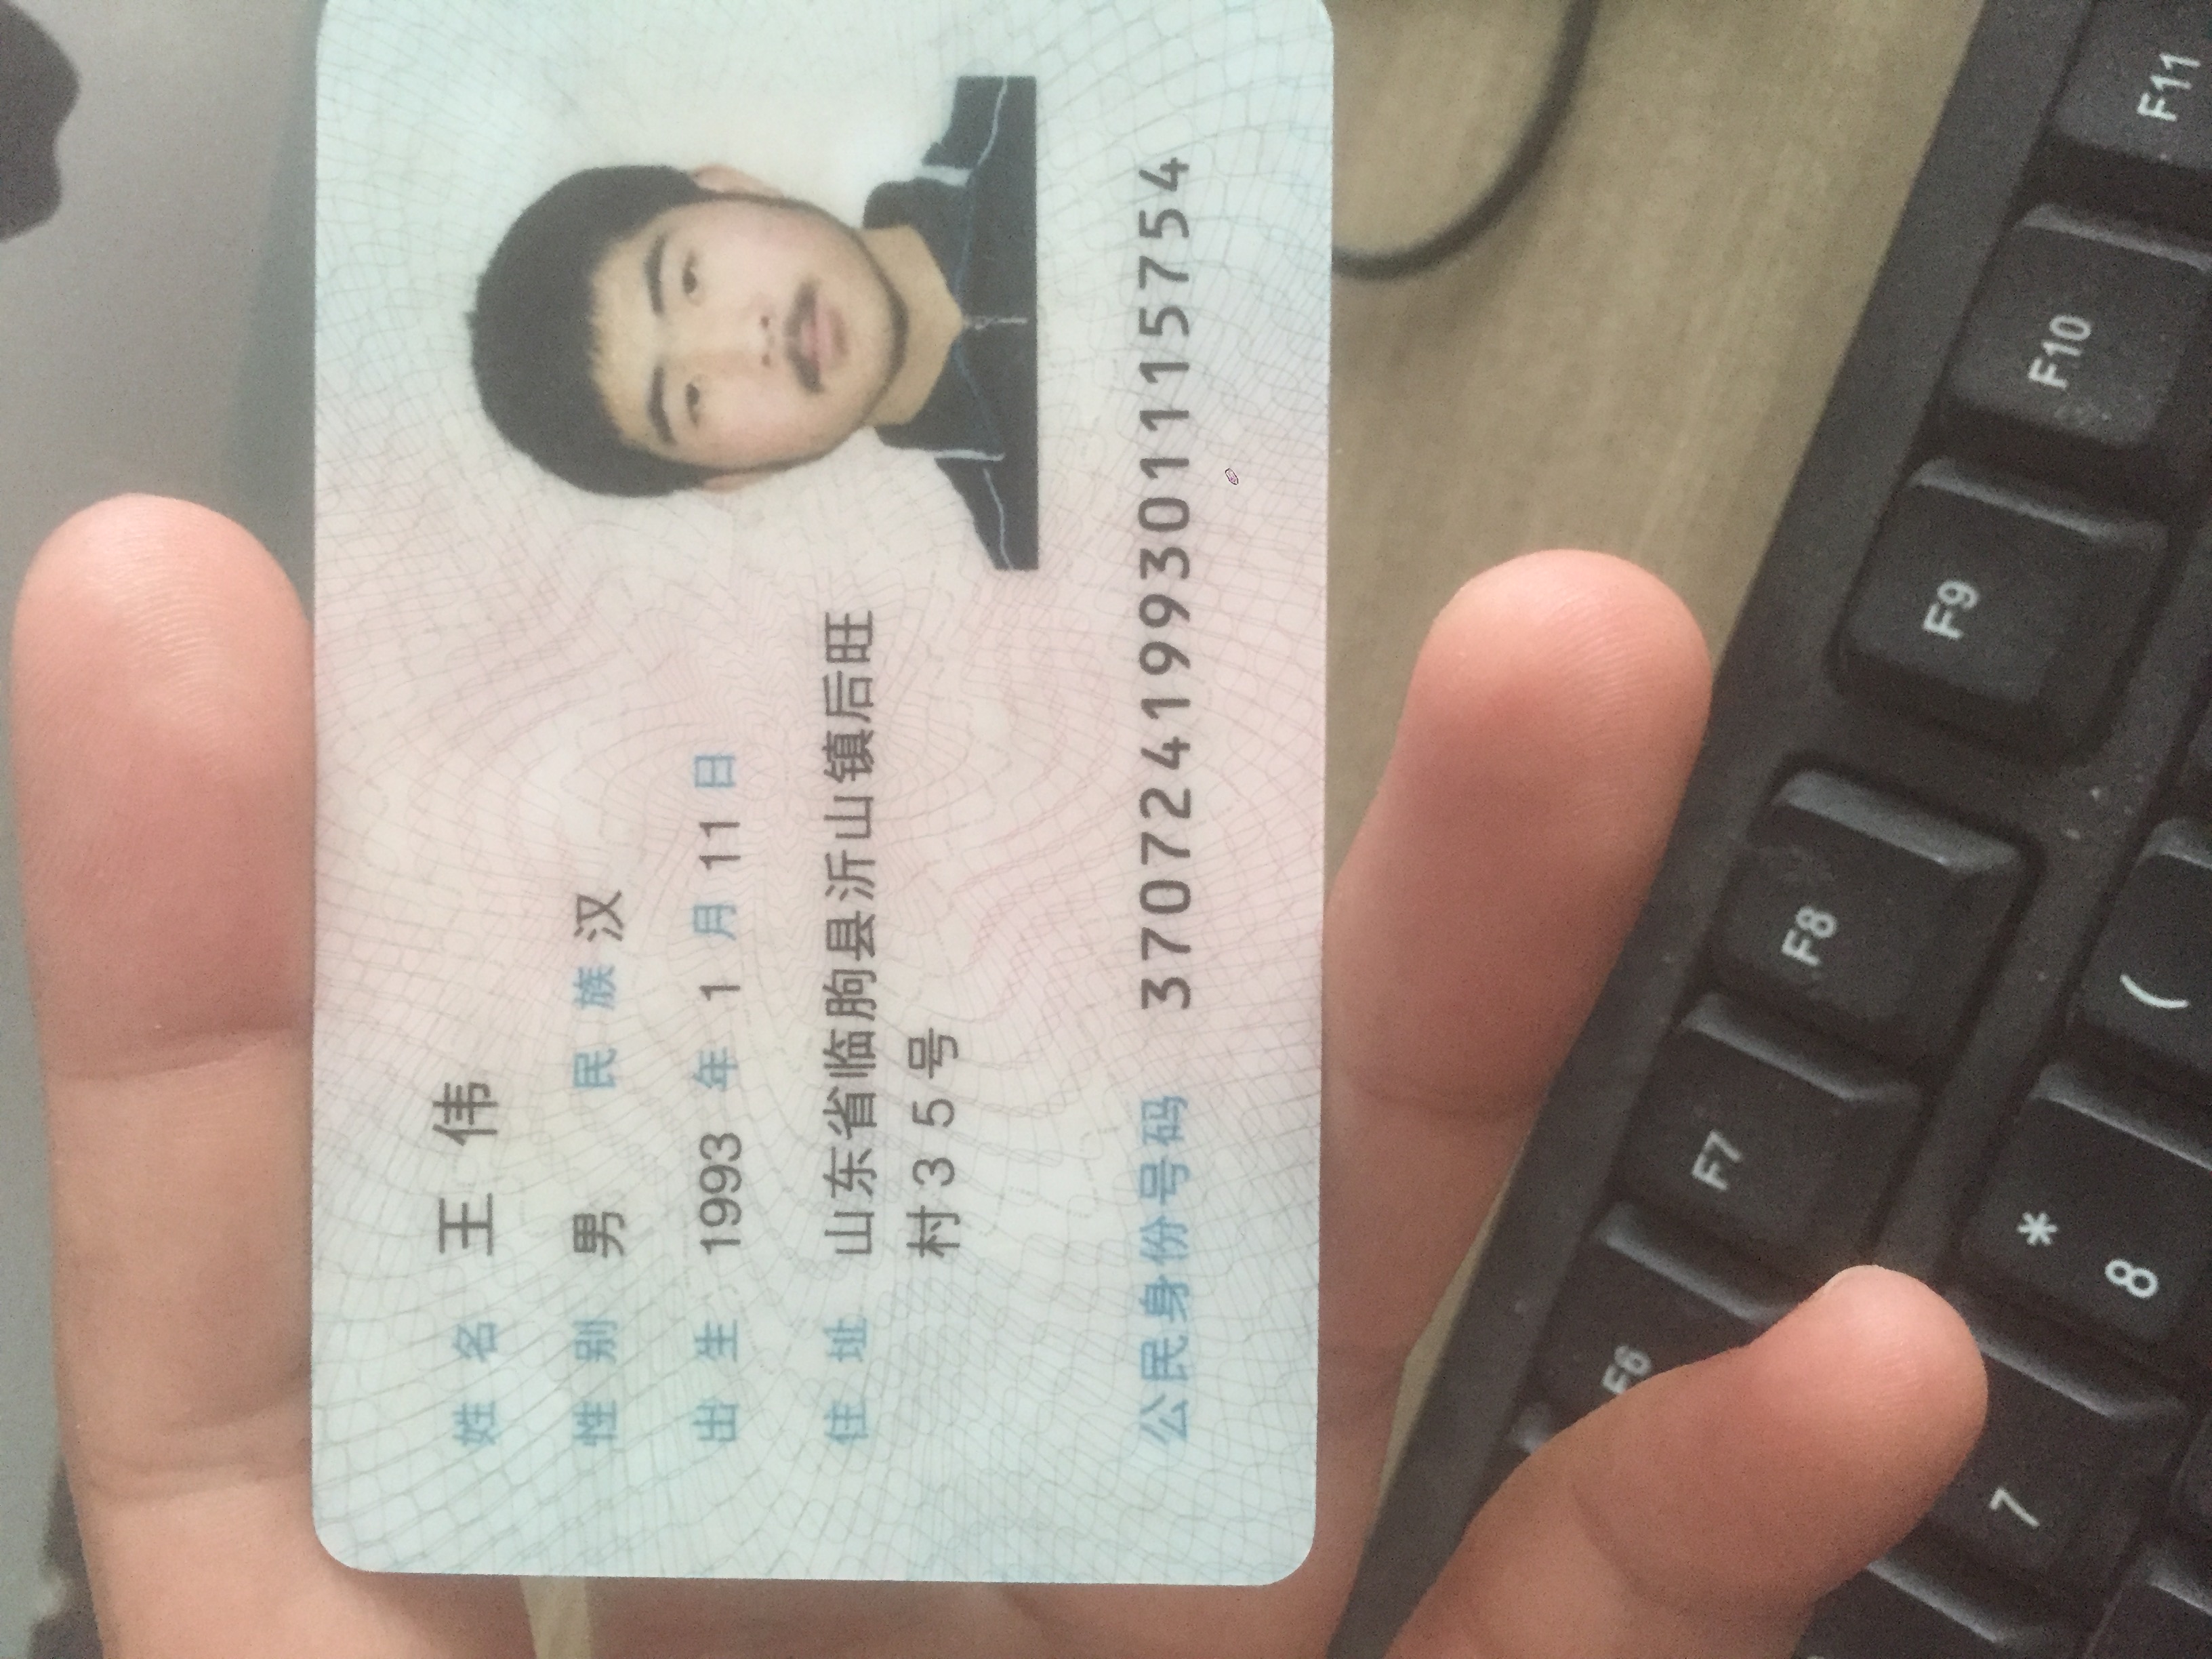 姓名 王伟
性别 男 民族 汉
出生 1993 年 1 月 11 日
住址 山东省临朐县沂山镇后旺
村35号
公民身份号码 370724199301115754
F6
F7
F8
F9
F10
F11
7
*
8
(